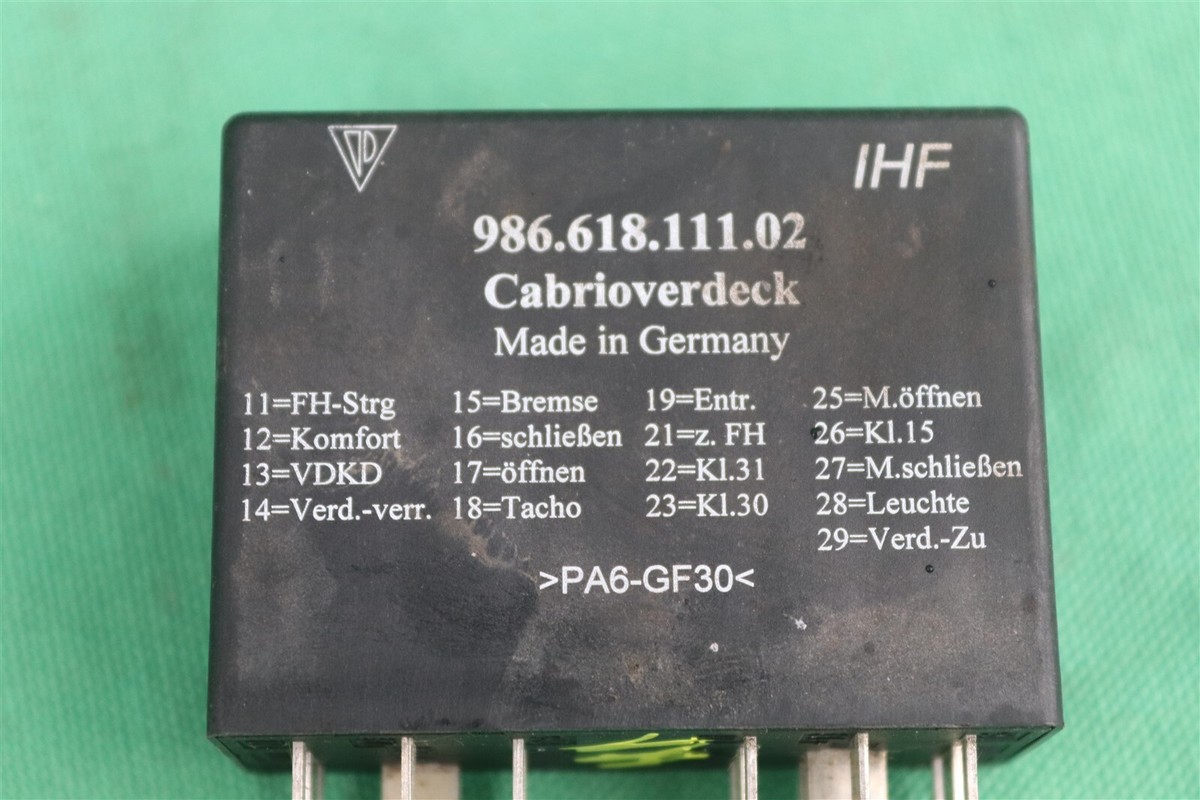 IHF
986.618.111.02
Cabrioverdeck
Made in Germany
11=FH-Strg 15=Bremse 19=Entr. 25=M.öffnen
12=Komfort 16=schließen 21=z. FH 26=Kl.15
13=VDKD 17=öffnen 22=Kl.31 27=M.schließen
14=Verd.-verr. 18=Tacho 23=Kl.30 28=Leuchte
29=Verd.-Zu
>PA6-GF30<